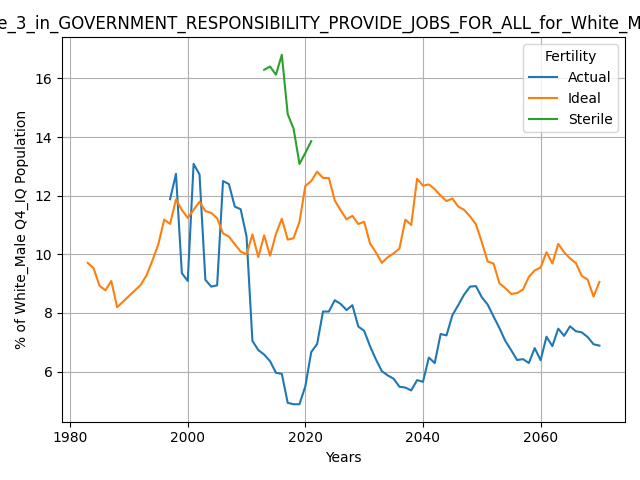 e_3_in_GOVERNMENT_RESPONSIBILITY_PROVIDE_JOBS_FOR_ALL_for_White_M
Fertility
Actual
Ideal
Sterile
% of White_Male Q4_IQ Population
16
14
12
10
8
6
1980
2000
2020
2040
2060
Years